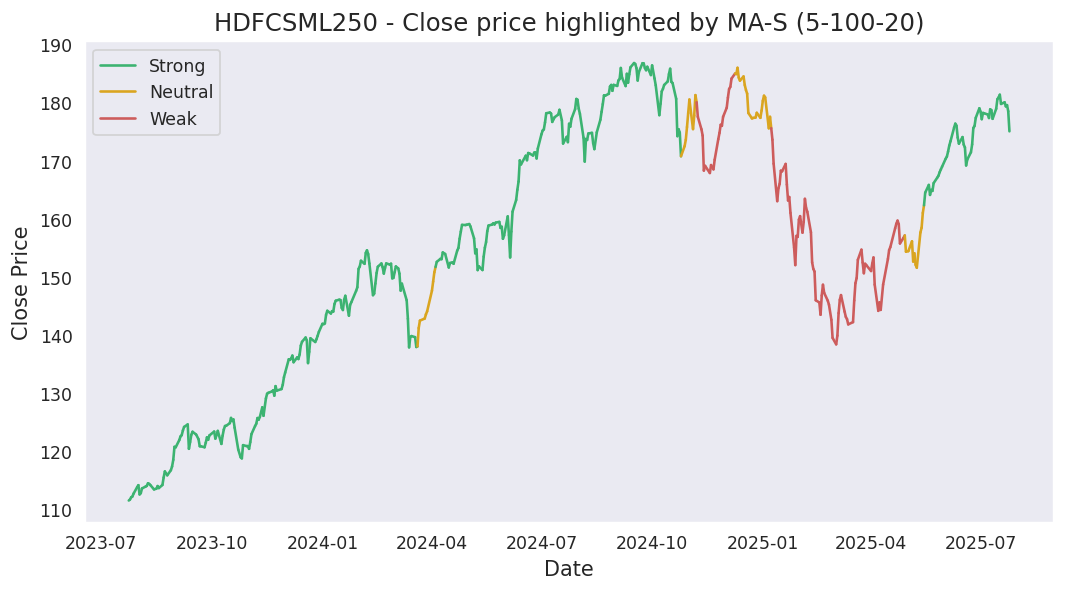 HDFCSML250 - Close price highlighted by MA-S (5-100-20)
Strong
Neutral
Weak
Close Price
190
180
170
160
150
140
130
120
110
2023-07 2023-10 2024-01 2024-04 2024-07 2024-10 2025-01 2025-04 2025-07
Date